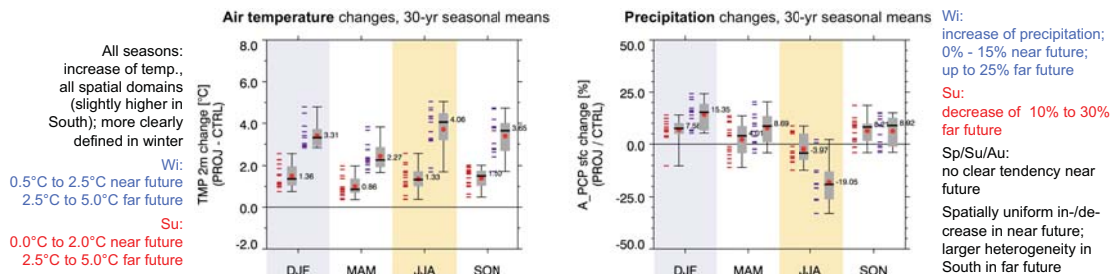 Air temperature changes, 30-yr seasonal means
All seasons:
increase of temp.,
all spatial domains
(slightly higher in
South); more clearly
defined in winter
Wi:
0.5°C to 2.5°C near future
2.5°C to 5.0°C far future
Su:
0.0°C to 2.0°C near future
2.5°C to 5.0°C far future
TMP 2m change [°C]
(PROJ - CTRL)
8.0
6.0
4.0
2.0
0.0
-2.0
1.36
3.31
0.86
2.27
1.33
4.06
1.53
3.65
DJF
MAM
JJA
SON
Precipitation changes, 30-yr seasonal means
A_PCP sfc change [%]
(PROJ / CTRL)
50.0
25.0
0.00
-25.0
-50.0
15.35
8.69
-3.97
-19.05
8.92
DJF
MAM
JJA
SON
Wi:
increase of precipitation;
0% - 15% near future;
up to 25% far future
Su:
decrease of 10% to 30%
far future
Sp/Su/Au:
no clear tendency near
future
Spatially uniform in-/de-
crease in near future;
larger heterogeneity in
South in far future